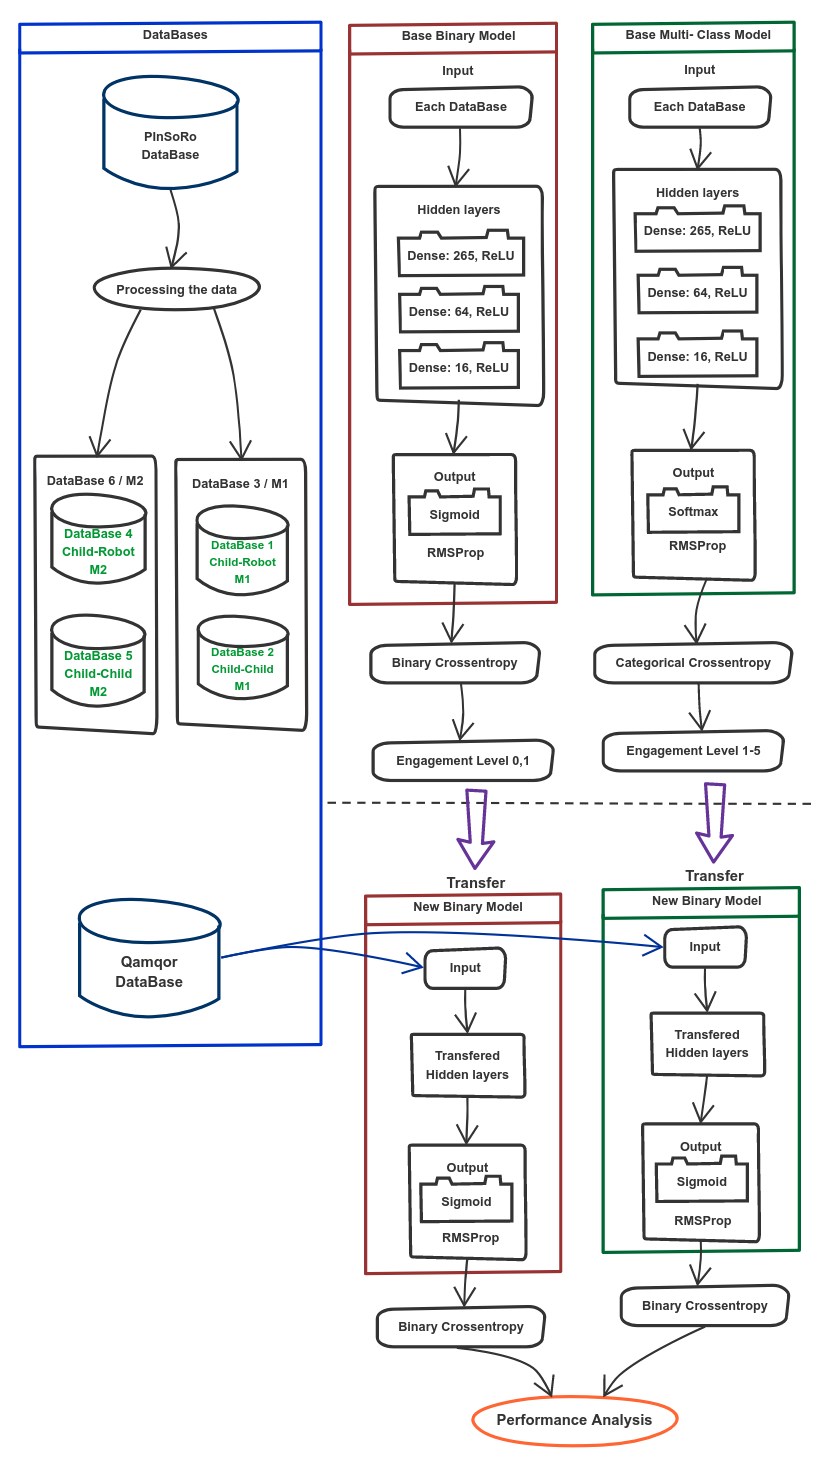 DataBases
PInSoRo
DataBase
Processing the data
DataBase 6 / M2
DataBase 4
Child-Robot
M2
DataBase 5
Child-Child
M2
DataBase 3 / M1
DataBase 1
Child-Robot
M1
DataBase 2
Child-Child
M1
Qamqor
DataBase
Base Binary Model
Input
Each DataBase
Hidden layers
Dense: 265, ReLU
Dense: 64, ReLU
Dense: 16, ReLU
Output
Sigmoid
RMSProp
Binary Crossentropy
Engagement Level 0,1
Base Multi- Class Model
Input
Each DataBase
Hidden layers
Dense: 265, ReLU
Dense: 64, ReLU
Dense: 16, ReLU
Output
Softmax
RMSProp
Categorical Crossentropy
Engagement Level 1-5
Transfer
New Binary Model
Input
Transfered
Hidden layers
Output
Sigmoid
RMSProp
Binary Crossentropy
Transfer
New Binary Model
Input
Transfered
Hidden layers
Output
Sigmoid
RMSProp
Binary Crossentropy
Performance Analysis